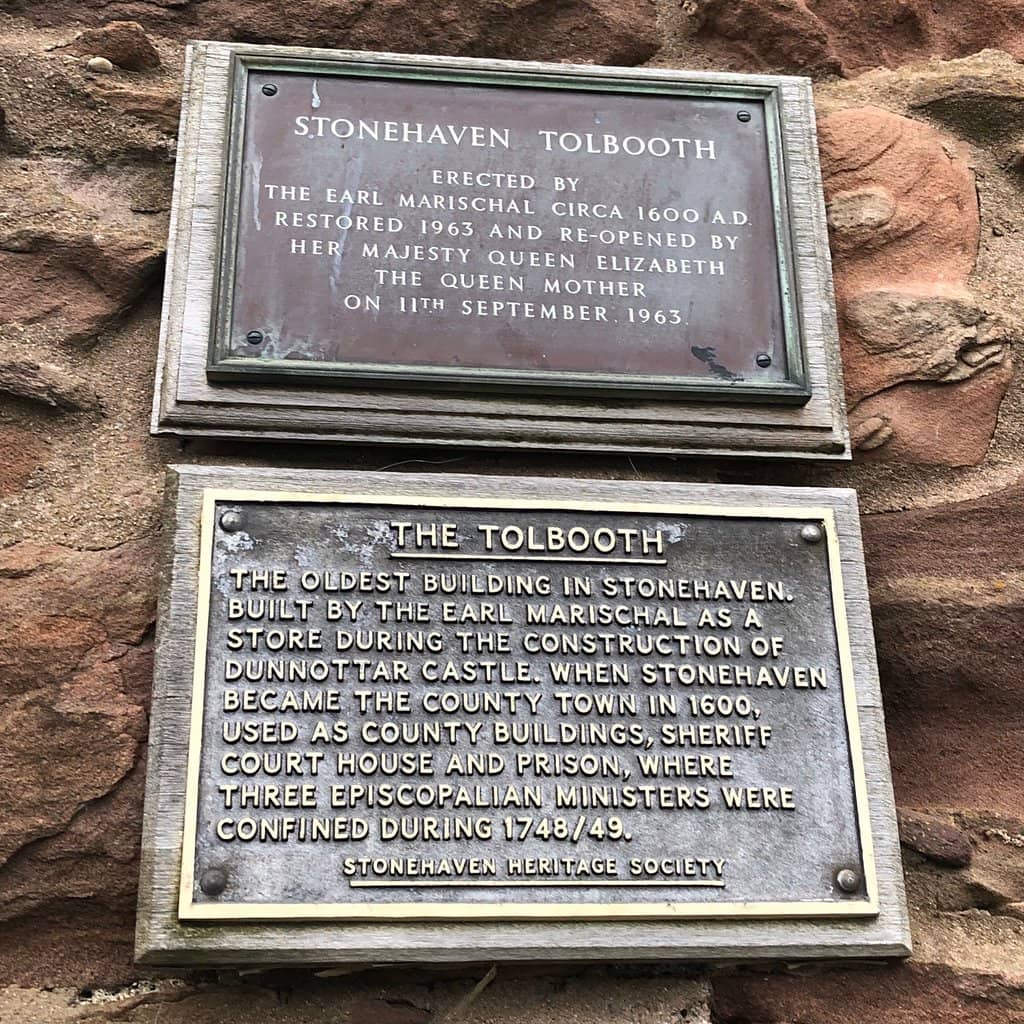 STONEHAVEN TOLBOOTH
ERECTED BY
THE EARL MARISCHAL CIRCA 1600 A.D.
RESTORED 1963 AND RE-OPENED BY
HER MAJESTY QUEEN ELIZABETH
THE QUEEN MOTHER
ON 11TH SEPTEMBER. 1963.
THE TOLBOOTH
THE OLDEST BUILDING IN STONEHAVEN.
BUILT BY THE EARL MARISCHAL AS A
STORE DURING THE CONSTRUCTION OF
DUNNOTTAR CASTLE. WHEN STONEHAVEN
BECAME THE COUNTY TOWN IN 1600,
USED AS COUNTY BUILDINGS, SHERIFF
COURT HOUSE AND PRISON, WHERE
THREE EPISCOPALIAN MINISTERS WERE
CONFINED DURING 1748/49.
STONEHAVEN HERITAGE SOCIETY